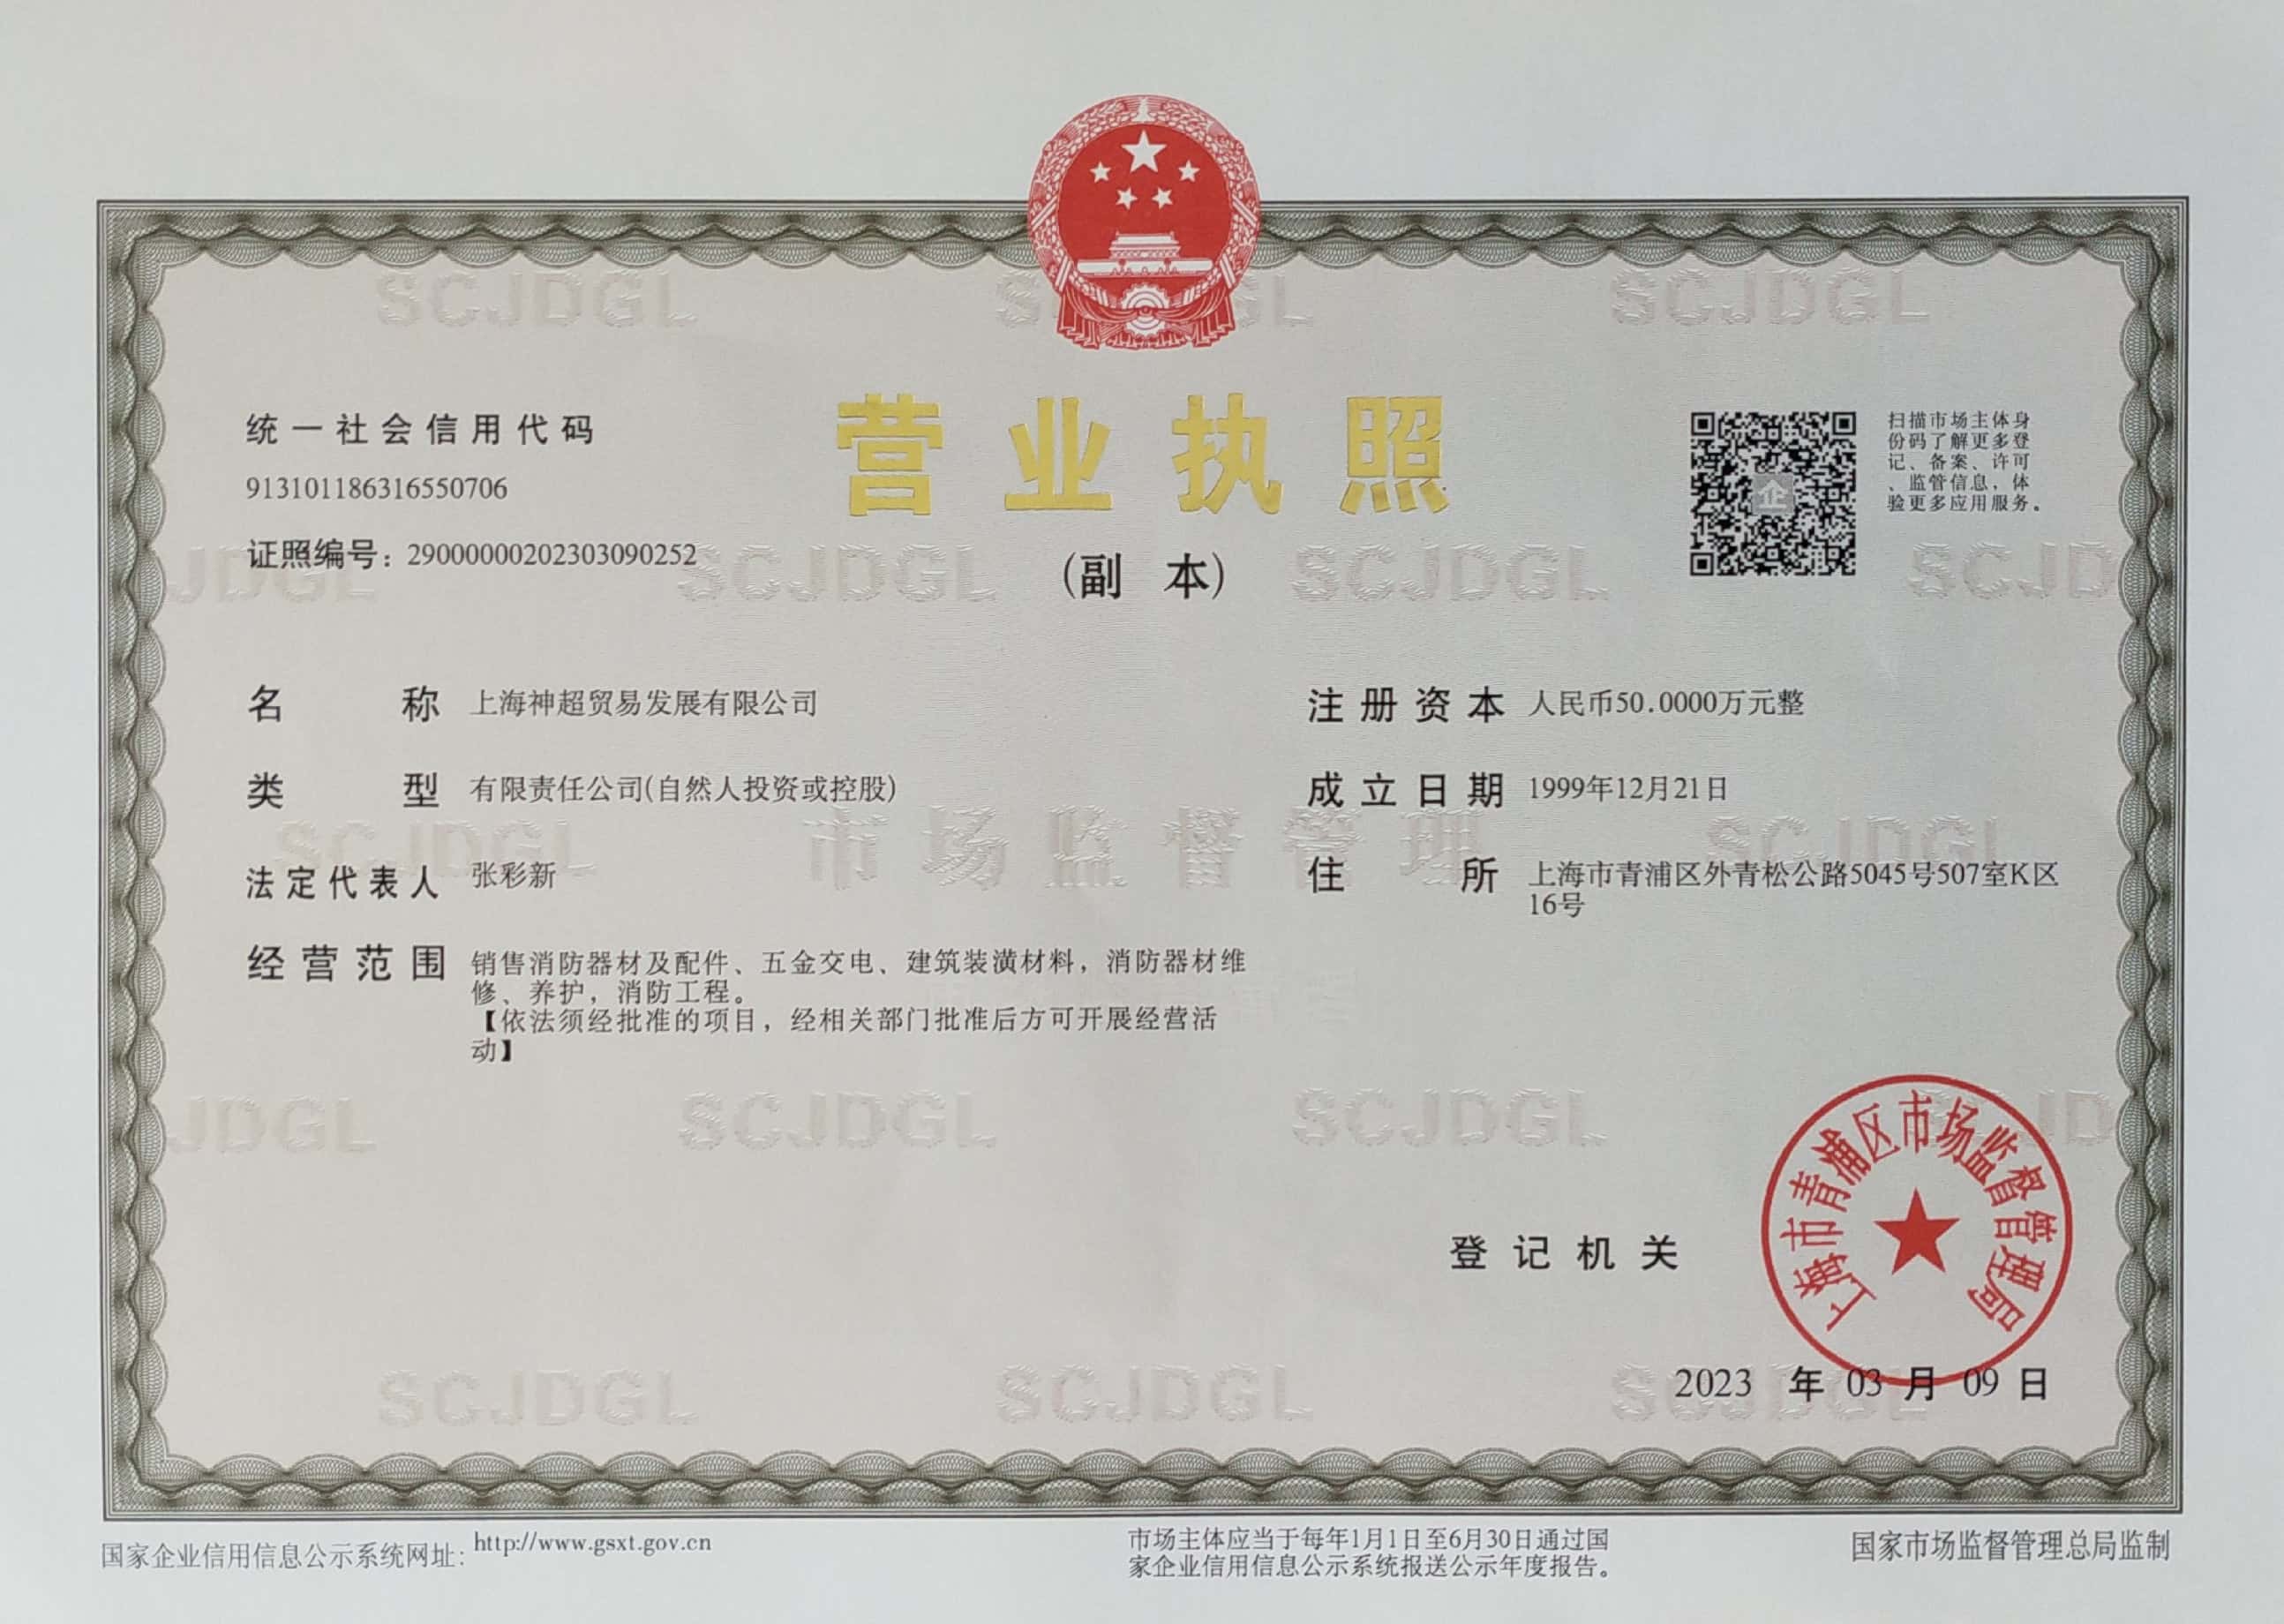 营业执照
(副 本)
统一社会信用代码
913101186316550706
证照编号：29000000202303090252
扫描市场主体身
份码了解更多登
记、备案、许可
、监管信息，体
验更多应用服务。
名 称 上海神超贸易发展有限公司
类 型 有限责任公司(自然人投资或控股)
法定代表人 张彩新
经营范围 销售消防器材及配件、五金交电、建筑装潢材料，消防器材维
修、养护，消防工程。
【依法须经批准的项目，经相关部门批准后方可开展经营活
动】
注册资本 人民币50.0000万元整
成立日期 1999年12月21日
住 所 上海市青浦区外青松公路5045号507室K区
16号
登记机关
上海市青浦区市场监督管理局
2023 年 03 月 09 日
SCJDGL
市场监督管理
国家企业信用信息公示系统网址：http://www.gsxt.gov.cn
市场主体应当于每年1月1日至6月30日通过国
家企业信用信息公示系统报送公示年度报告。
国家市场监督管理总局监制